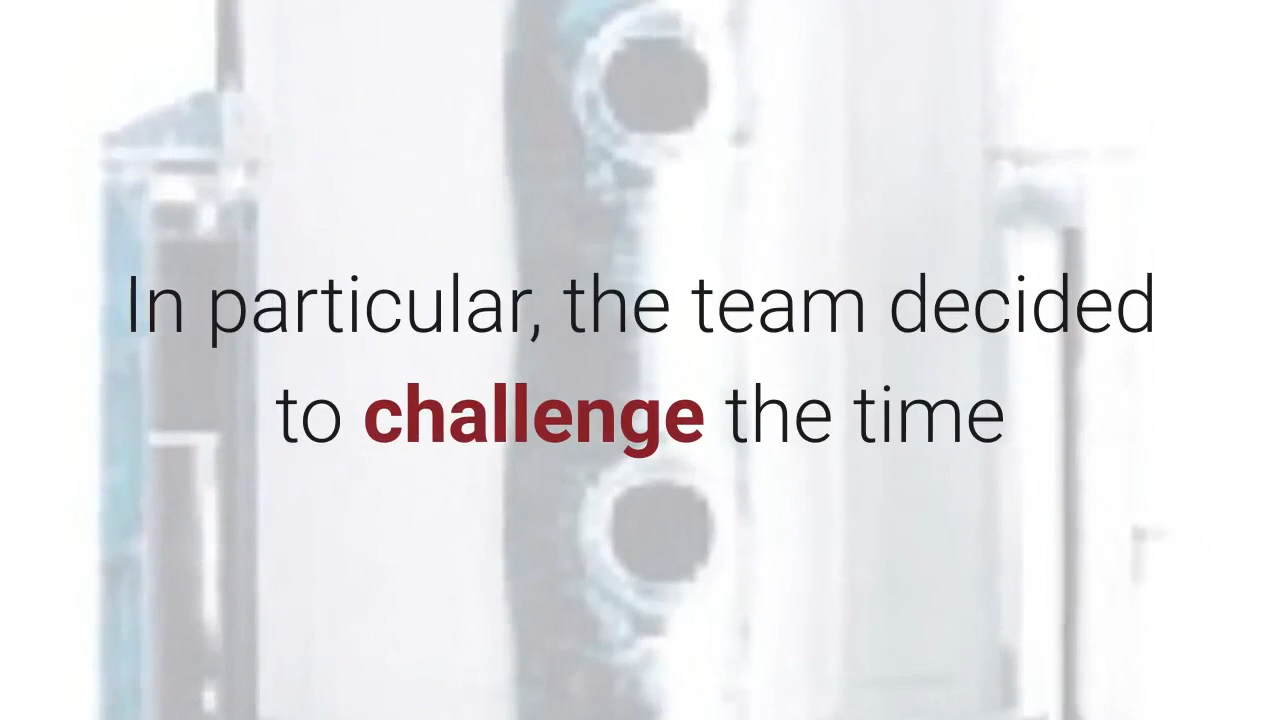 In particular, the team decided
to challenge the time